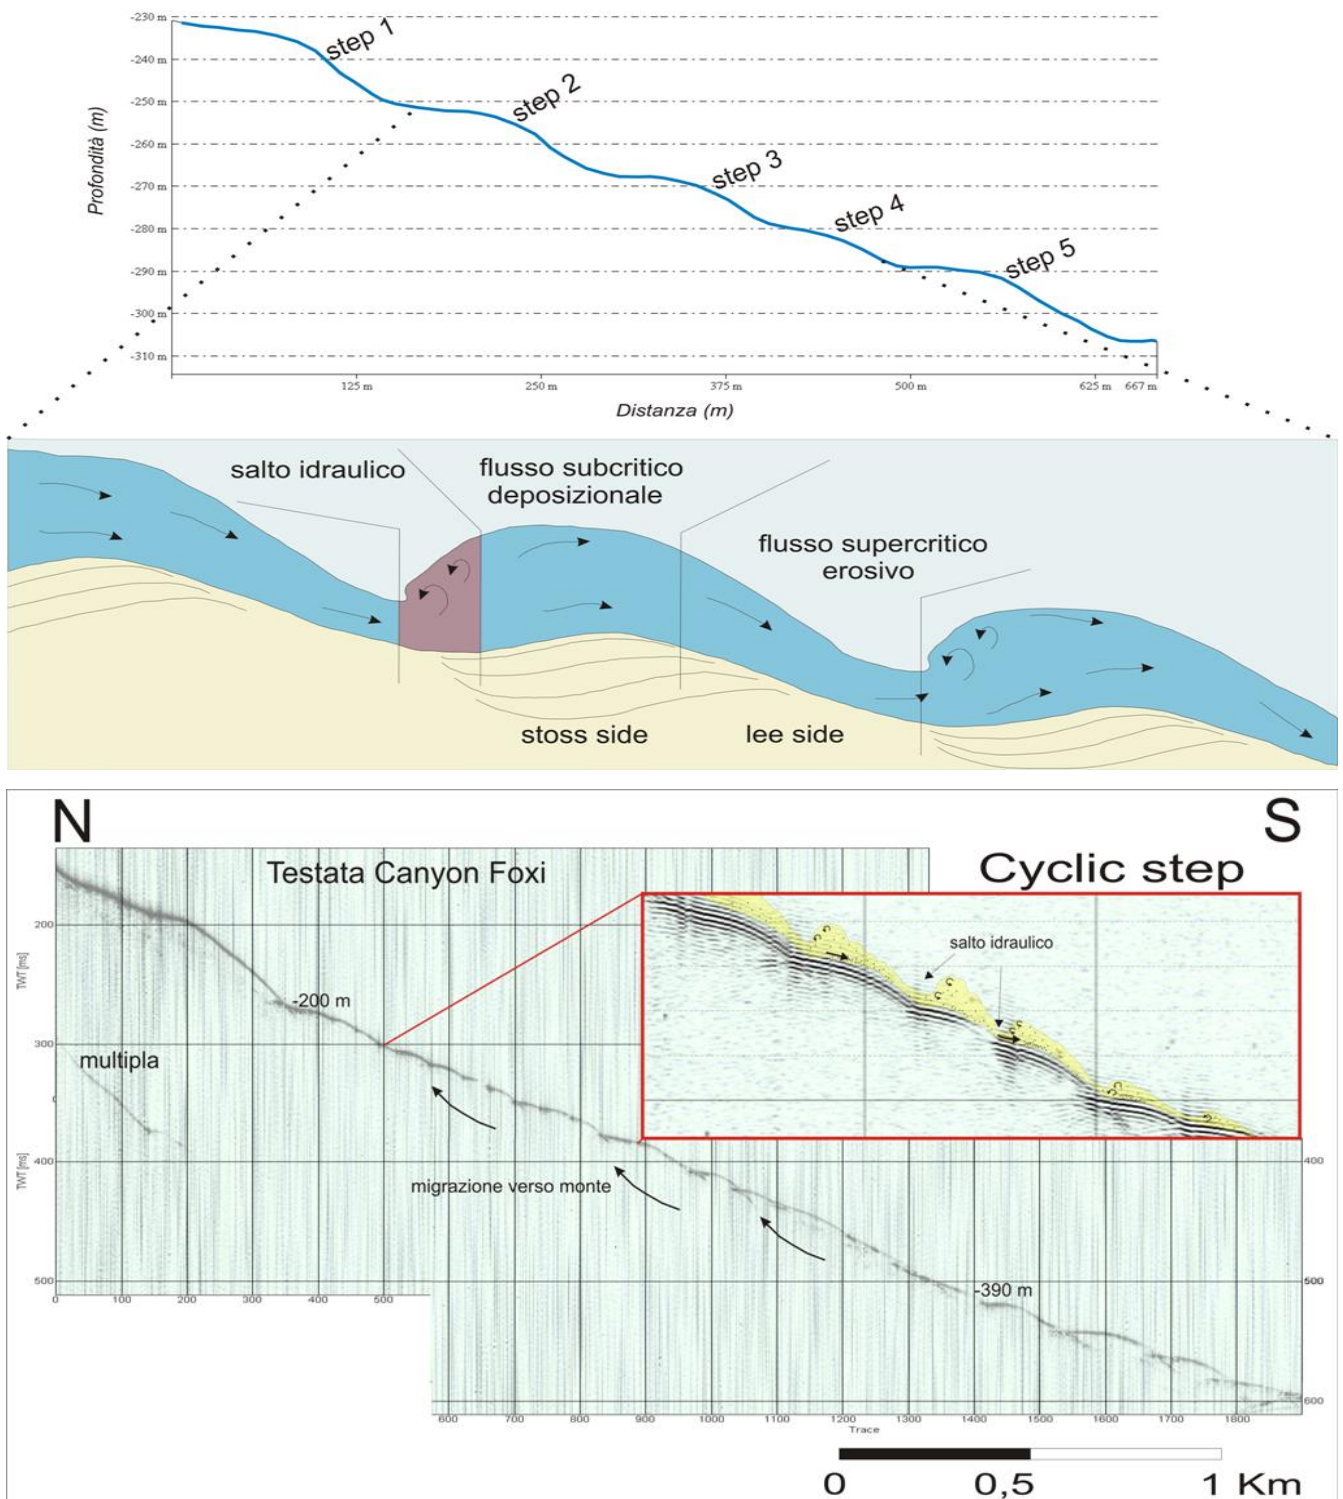 -230 m
-240 m
-250 m
-260 m
-270 m
-280 m
-290 m
-300 m
-310 m
Profondità (m)
step 1
step 2
step 3
step 4
step 5
125 m
250 m
375 m
500 m
625 m
667 m
Distanza (m)
salto idraulico
flusso subcritico
deposizionale
flusso supercritico
erosivo
stoss side
lee side
N
S
Testata Canyon Foxi
Cyclic step
salto idraulico
200
TWT [ms]
-200 m
300
multipla
400
TWT [ms]
400
migrazione verso monte
500
-390 m
500
0
100
200
300
400
500
600
600
700
800
900
1000
1100
1200
1300
1400
1500
1600
1700
1800
Trace
0
0,5
1 Km